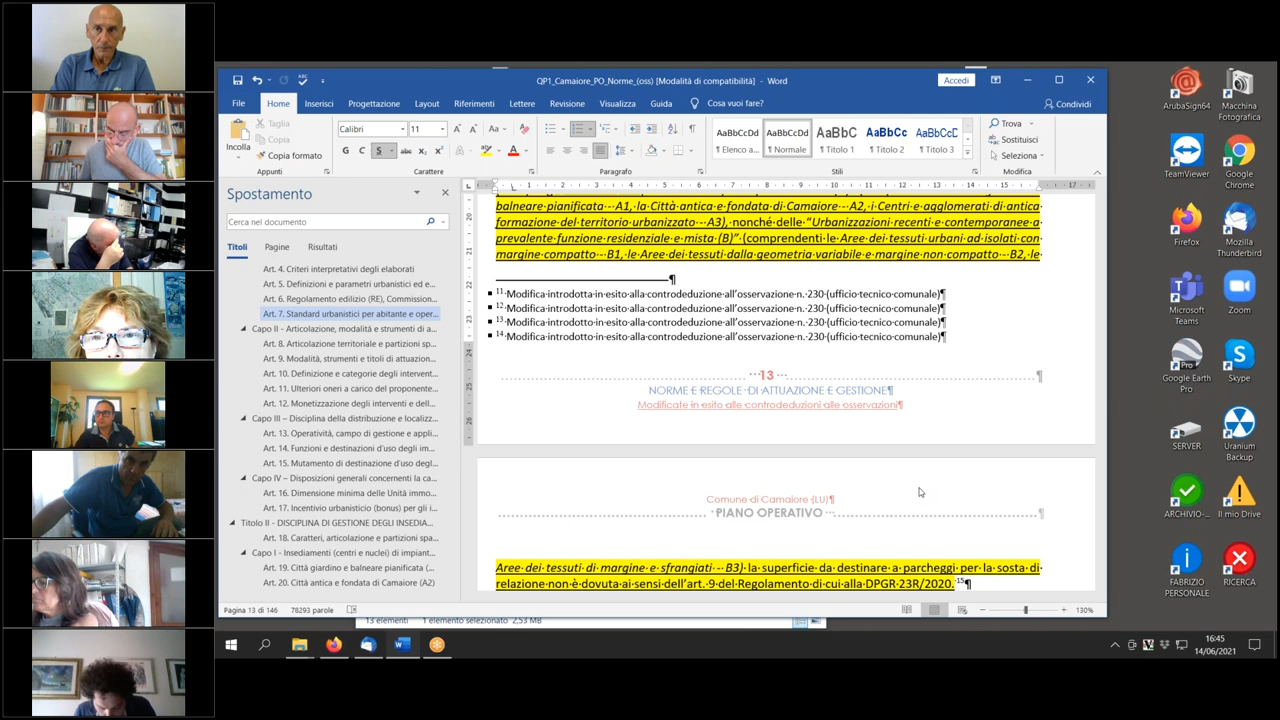 QP1_Camaiore_PO_Norme_(oss) [Modalità di compatibilità] - Word
Accedi
File Home Inserisci Progettazione Layout Riferimenti Lettere Revisione Visualizza Guida Cosa vuoi fare? Condividi
Incolla
Taglia
Copia
Copia formato
Appunti
Calibri 11
G C S abc x₂ x²
Carattere
Paragrafo
AaBbCcDd AaBbCcDd AaBbC AaBbCc AaBbCcD
¶ Elenco a... ¶ Normale ¶ Titolo 1 ¶ Titolo 2 ¶ Titolo 3
Stili
Trova
Sostituisci
Seleziona
Modifica
Spostamento
Cerca nel documento
Titoli Pagine Risultati
Art. 4. Criteri interpretativi degli elaborati
Art. 5. Definizioni e parametri urbanistici ed e...
Art. 6. Regolamento edilizio (RE), Commission...
Art. 7. Standard urbanistici per abitante e oper...
Capo II - Articolazione, modalità e strumenti di a...
Art. 8. Articolazione territoriale e partizioni sp...
Art. 9. Modalità, strumenti e titoli di attuazion...
Art. 10. Definizione e categorie degli intervent...
Art. 11. Ulteriori oneri a carico del proponente...
Art. 12. Monetizzazione degli interventi e dell...
Capo III – Disciplina della distribuzione e localizz...
Art. 13. Operatività, campo di gestione e appli...
Art. 14. Funzioni e destinazioni d'uso degli im...
Art. 15. Mutamento di destinazione d'uso degl...
Capo IV – Disposizioni generali concernenti la ca...
Art. 16. Dimensione minima delle Unità immo...
Art. 17. Incentivo urbanisticio (bonus) per gli i...
Titolo II - DISCIPLINA DI GESTIONE DEGLI INSEDIA...
Art. 18. Caratteri, articolazioni e partizioni sp...
Capo I - Insediamenti (centri e nuclei) di impiant...
Art. 19. Città giardino e balneare pianificata (...
Art. 20. Città antica e fondata di Camaiore (A2)
balneare·pianificata·-·A1,·la·Città·antica·e·fondata·di·Camaiore·-·A2,·i·Centri·e·agglomerati·di·antica·
formazione·del·territorio·urbanizzato·-·A3),·nonché·delle·"Urbanizzazioni·recenti·e·contemporanee·a·
prevalente·funzione·residenziale·e·mista·(B)"·(comprendenti·le·Aree·dei·tessuti·urbani·ad·isolati·con·
margine·compatto·-·B1,·le·Aree·dei·tessuti·dalla·geometria·variabile·e·margine·non·compatto·-·B2,·le·
11·Modifica·introdotta·in·esito·alla·controdeduzione·all'osservazione·n.·230·(ufficio·tecnico·comunale)¶
12·Modifica·introdotta·in·esito·alla·controdeduzione·all'osservazione·n.·230·(ufficio·tecnico·comunale)¶
13·Modifica·introdotta·in·esito·alla·controdeduzione·all'osservazione·n.·230·(ufficio·tecnico·comunale)¶
14·Modifica·introdotto·in·esito·alla·controdeduzione·all'osservazione·n.·230·(ufficio·tecnico·comunale)¶
13
NORME·E·REGOLE··DI·ATTUAZIONE·E·GESTIONE¶
Modificate·in·esito·alle·controdeduzioni·alle·osservazioni¶
Comune·di·Camaiore·(LU)¶
PIANO·OPERATIVO
Aree·dei·tessuti·di·margine·e·sfrangiati·-·B3)·la·superficie·da·destinare·a·parcheggi·per·la·sosta·di·
relazione·non·è·dovuta·ai·sensi·dell'art.·9·del·Regolamento·di·cui·alla·DPGR·23R/2020.·15¶
Pagina 13 di 146 78293 parole 130%
13 elementi 1 elemento selezionato 2,53 MB
ArubaSign64
Macchina Fotografica
TeamViewer
Google Chrome
Firefox
Mozilla Thunderbird
Microsoft Teams
Zoom
Google Earth Pro
Skype
SERVER
Uranium Backup
ARCHIVIO-...
Il mio Drive
FABRIZIO PERSONALE
RICERCA
16:45
14/06/2021